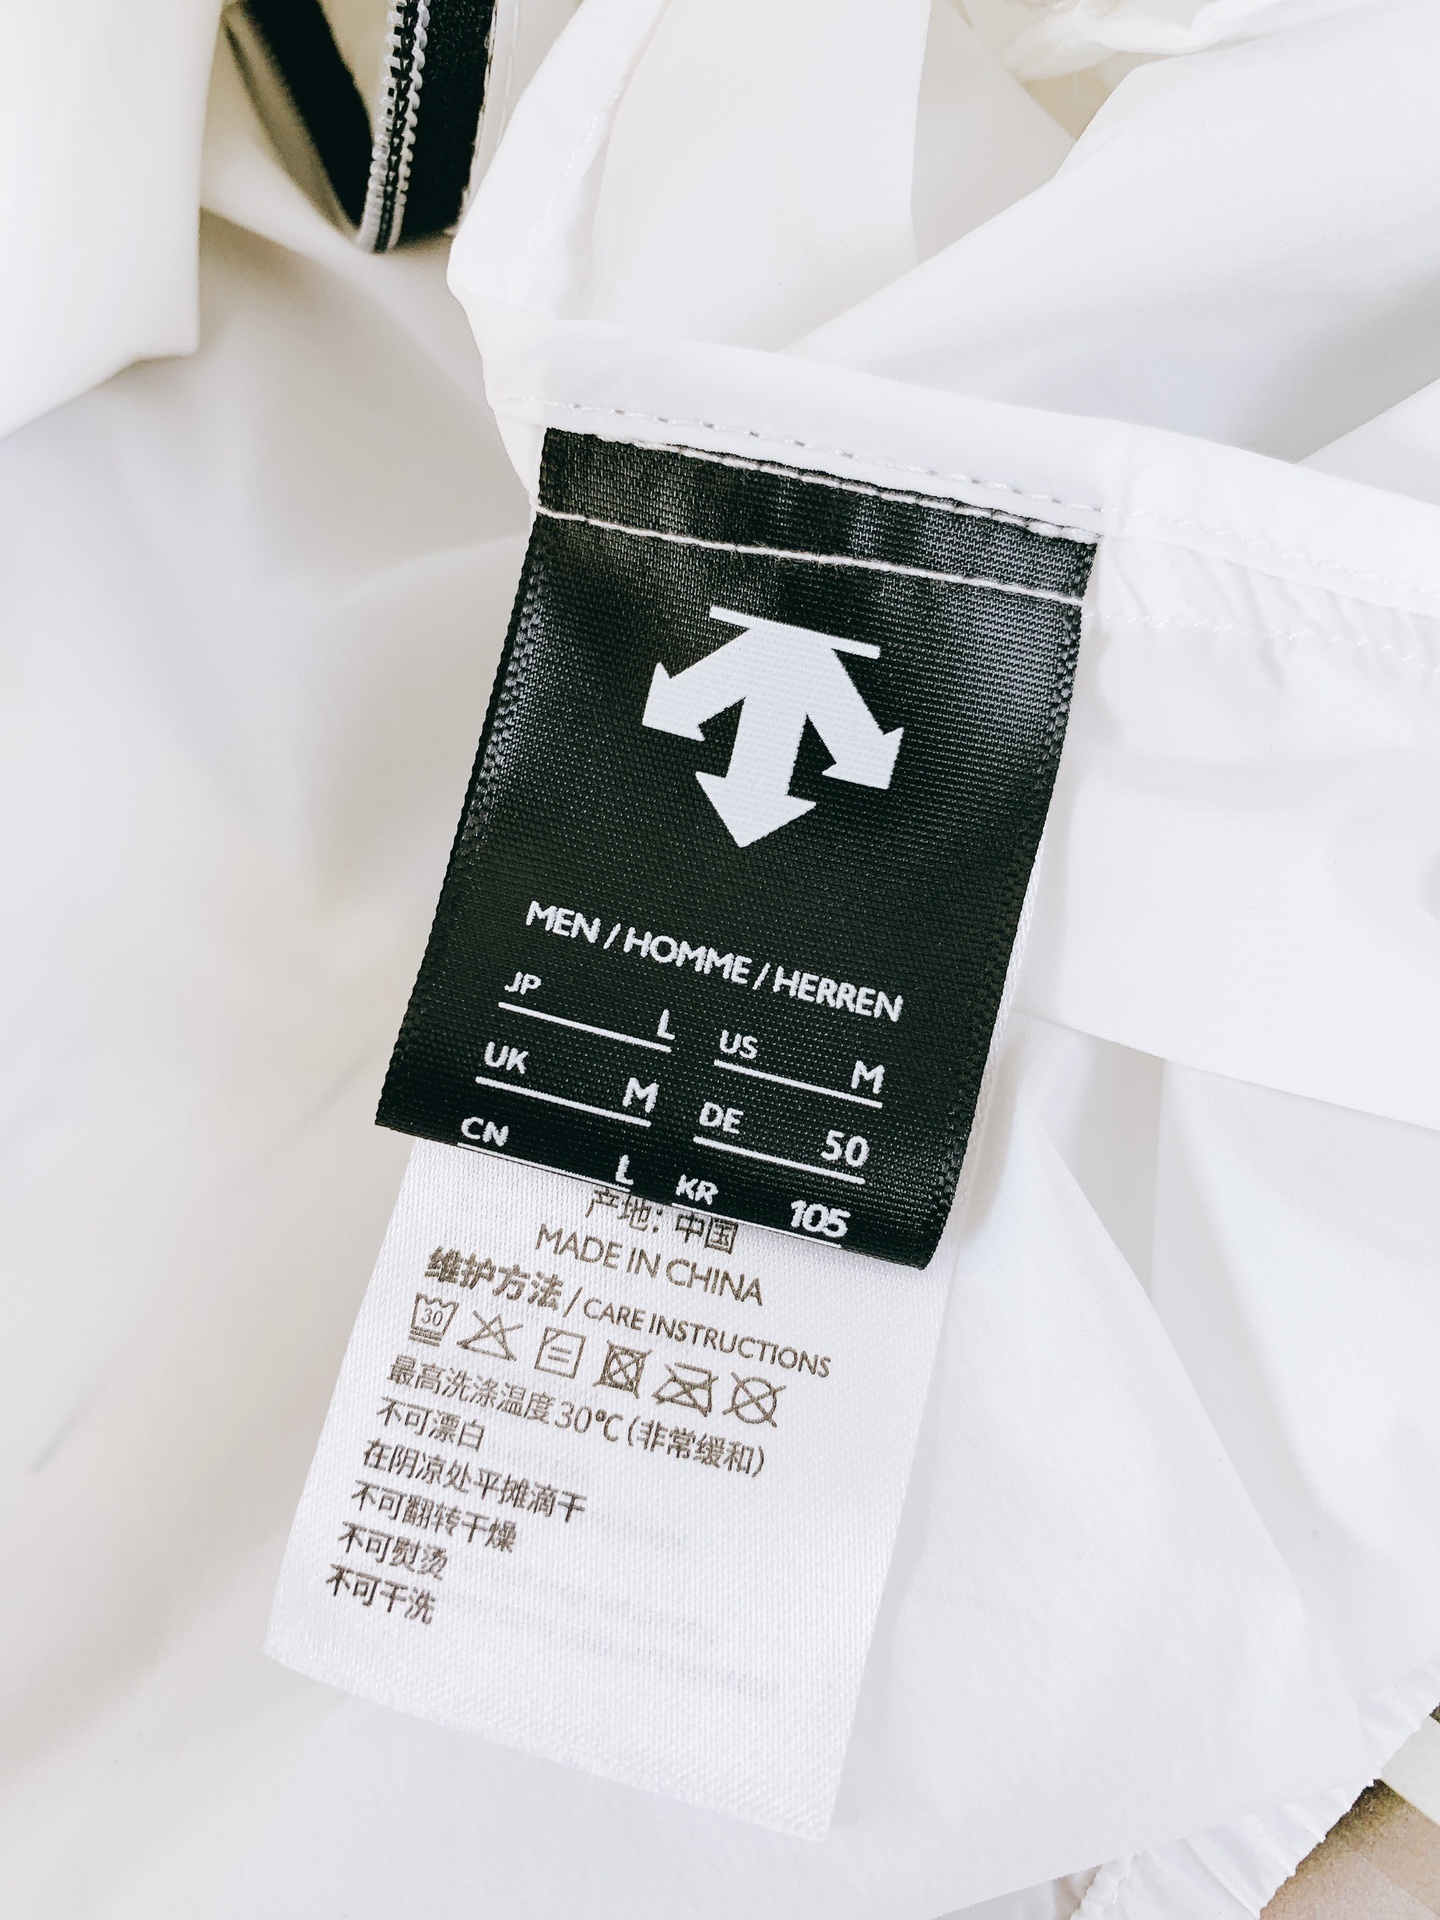 MEN / HOMME / HERREN
JP L US M
UK M DE 50
CN L KR 105
产地：中国
MADE IN CHINA
维护方法 / CARE INSTRUCTIONS
30
最高洗涤温度30℃（非常缓和）
不可漂白
在阴凉处平摊滴干
不可翻转干燥
不可熨烫
不可干洗